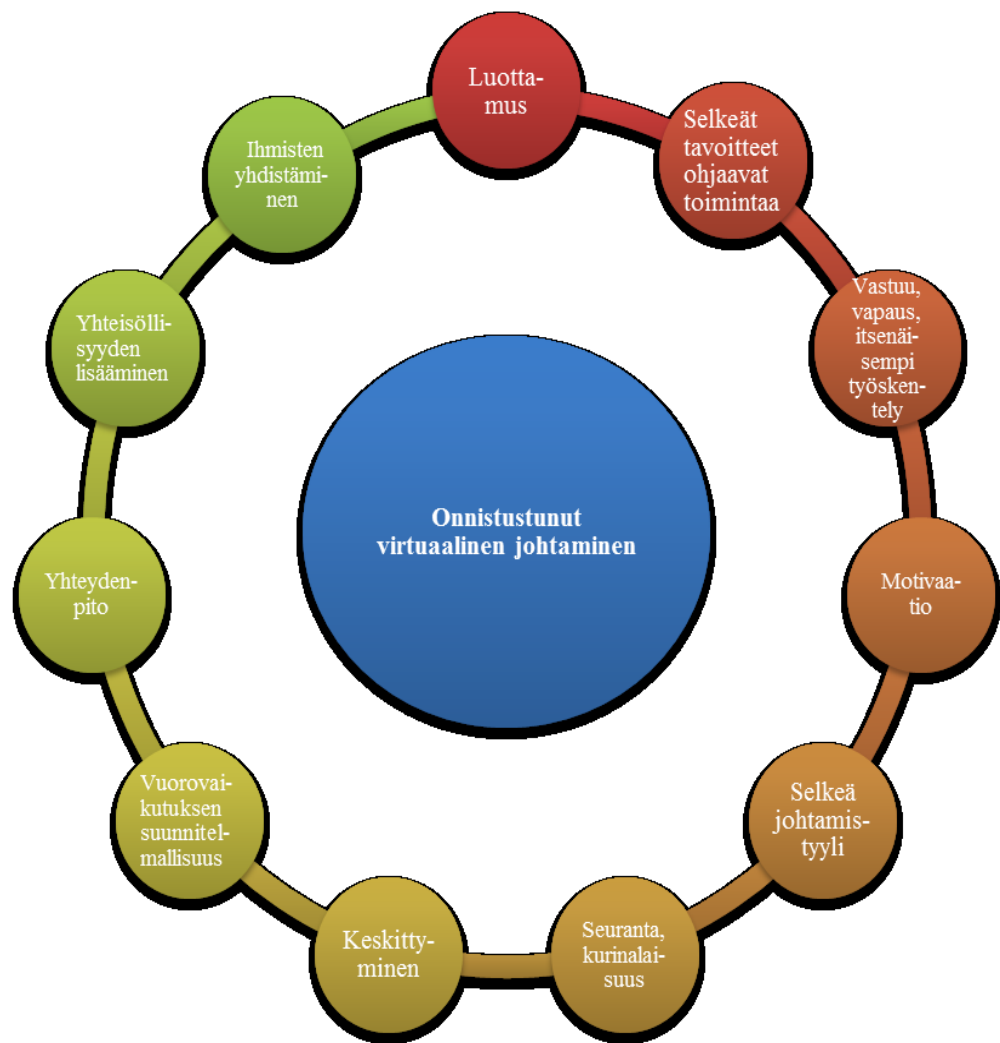 Luotta-
mus
Selkeät
tavoitteet
ohjaavat
toimintaa
Vastuu,
vapaus,
itsenäi-
sempi
työsken-
tely
Motivaa-
tio
Selkeä
johtamis-
tyyli
Seuranta,
kurinalai-
suus
Keskitty-
minen
Vuorovai-
kutuksen
suunnitel-
mallisuus
Yhteyden-
pito
Yhteisölli-
syyden
lisääminen
Ihmisten
yhdistämi-
nen
Onnistustunut
virtuaalinen johtaminen